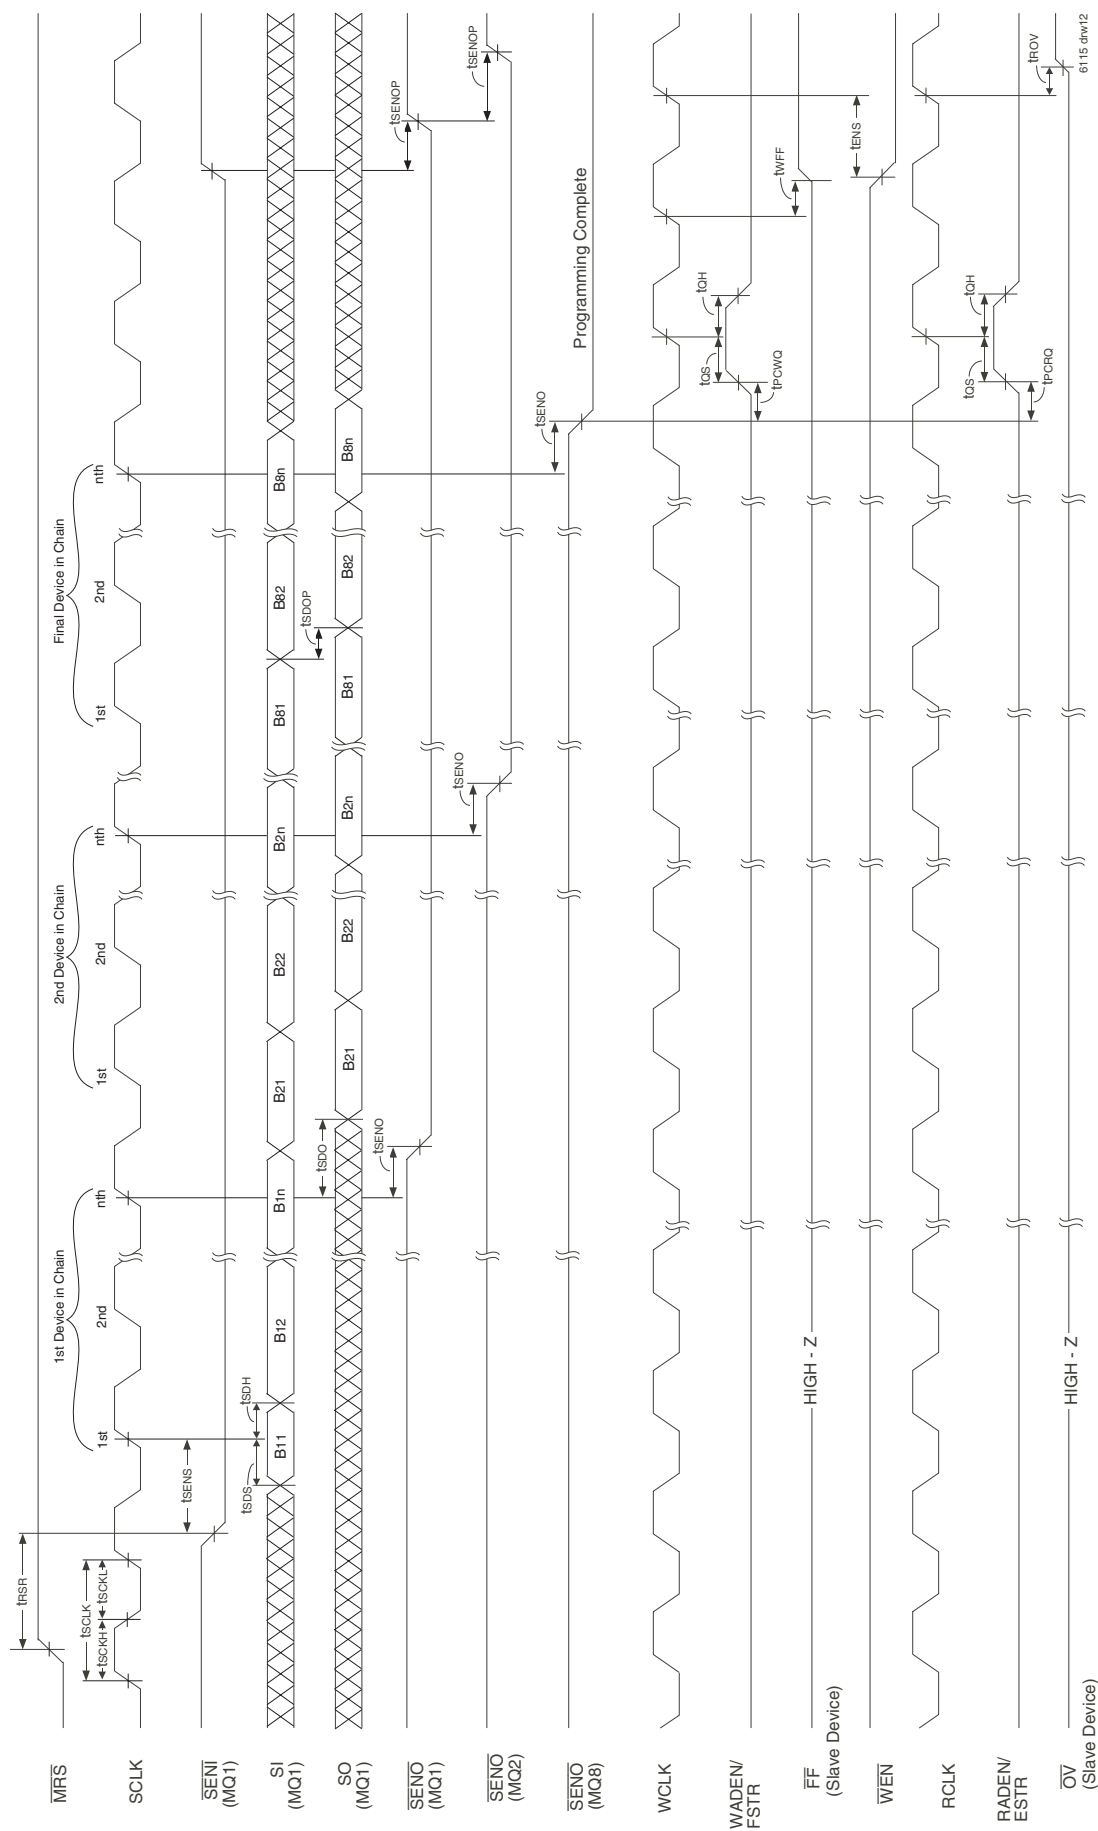 MRS
SCLK
SENI
(MQ1)
SI
(MQ1)
SO
(MQ1)
SENO
(MQ1)
SENO
(MQ2)
SENO
(MQ8)
WCLK
WADEN/
FSTR
FF
(Slave Device)
WEN
RCLK
RADEN/
ESTR
OV
(Slave Device)
tRSR
tSCLK
tSCKH
tSCKL
tSENS
tSDS
tSDH
1st Device in Chain
1st
2nd
nth
2nd Device in Chain
1st
2nd
nth
Final Device in Chain
1st
2nd
nth
B11
B12
B1n
B21
B22
B2n
B81
B82
B8n
tSDO
tSDOP
B21
B22
B2n
B81
B82
B8n
tSENO
tSENOP
tSENO
tSENOP
tSENO
Programming Complete
tQS
tQH
tPCWQ
HIGH - Z
tWFF
tENS
tQS
tQH
tPCRQ
HIGH - Z
tROV
6115 drw12